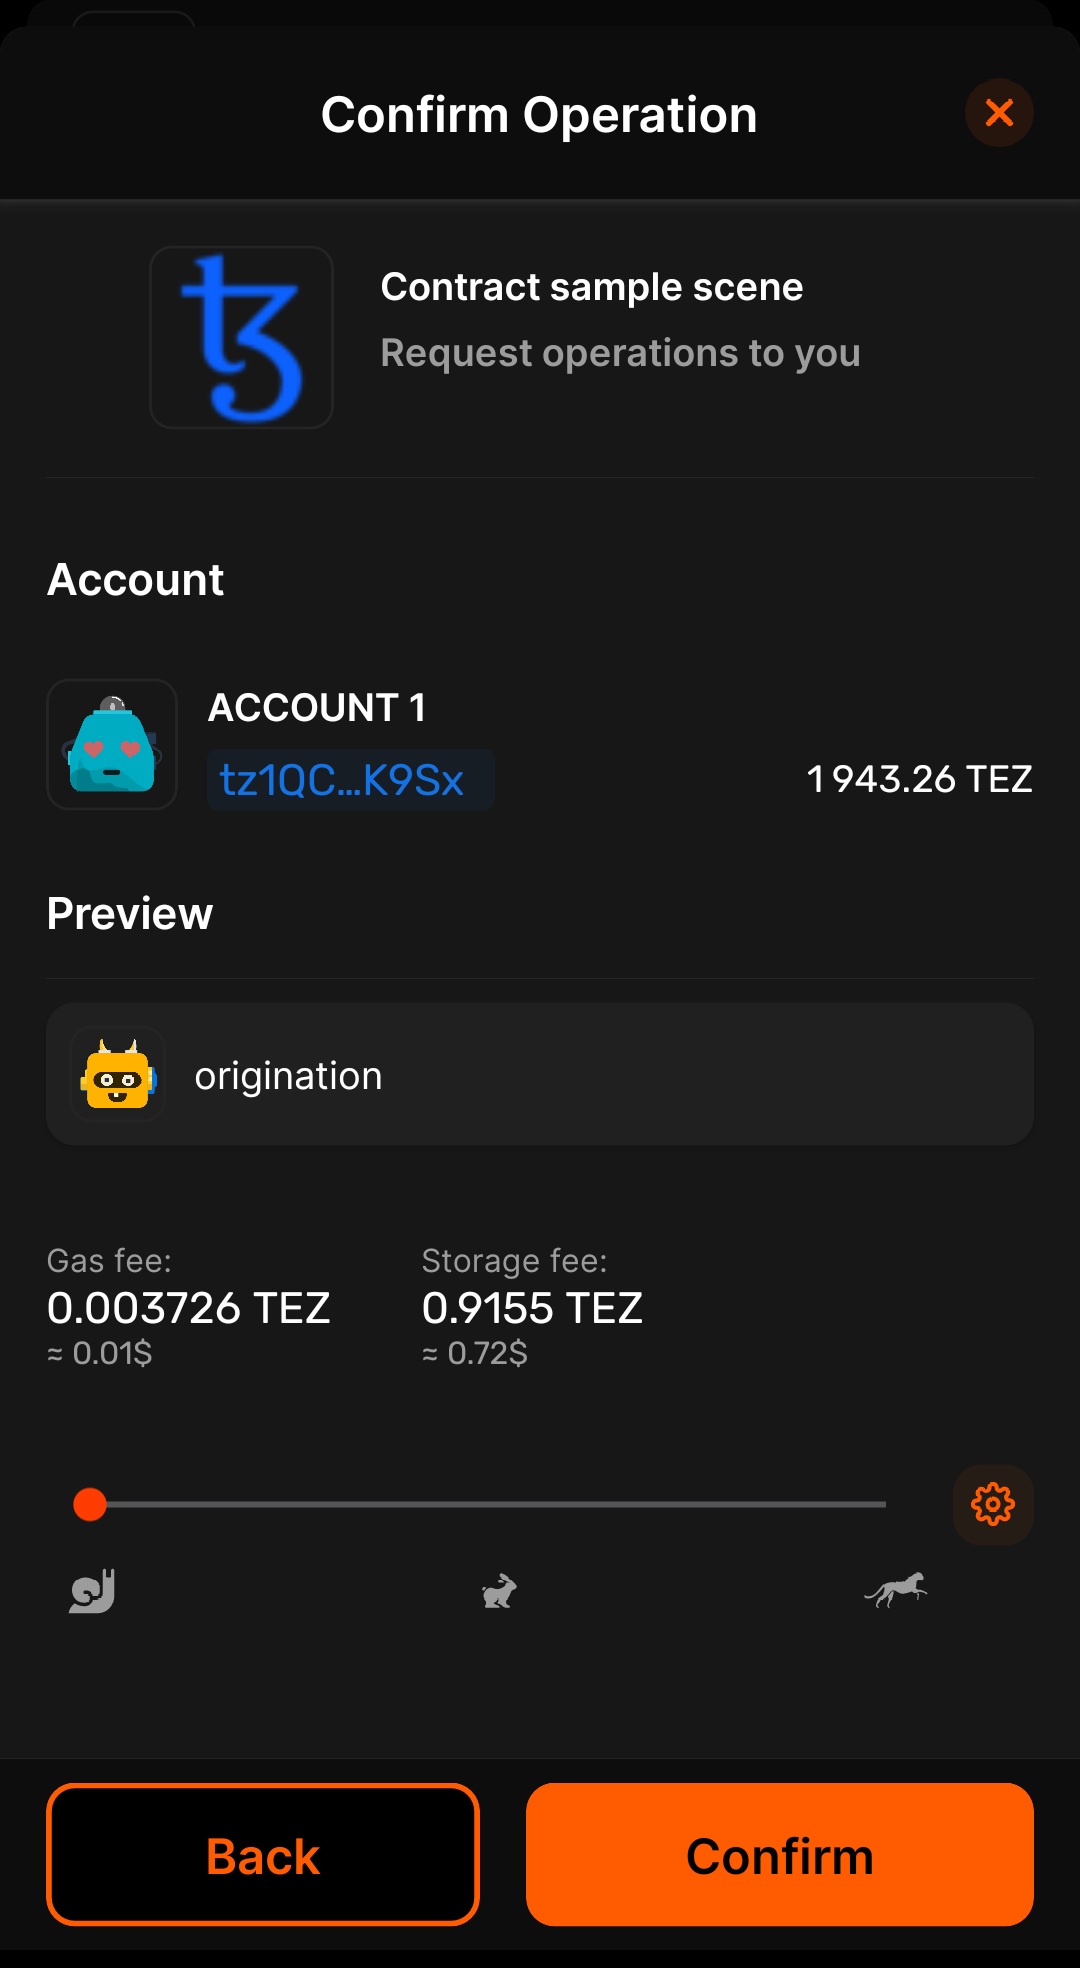 Confirm Operation
Contract sample scene
Request operations to you
Account
ACCOUNT 1
tz1QC...K9Sx
1 943.26 TEZ
Preview
origination
Gas fee:
0.003726 TEZ
≈ 0.01$
Storage fee:
0.9155 TEZ
≈ 0.72$
Back
Confirm